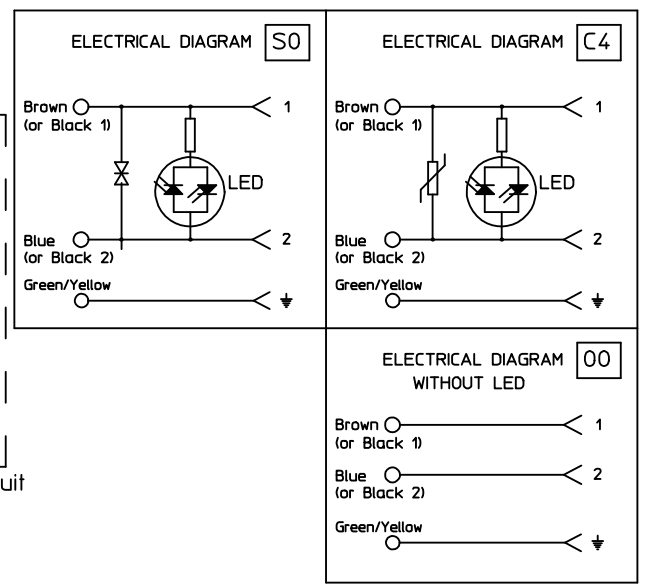 ELECTRICAL DIAGRAM S0
Brown
(or Black 1)
1
LED
Blue
(or Black 2)
2
Green/Yellow
ELECTRICAL DIAGRAM C4
Brown
(or Black 1)
1
LED
Blue
(or Black 2)
2
Green/Yellow
ELECTRICAL DIAGRAM 00
WITHOUT LED
Brown
(or Black 1)
1
Blue
(or Black 2)
2
Green/Yellow
uit